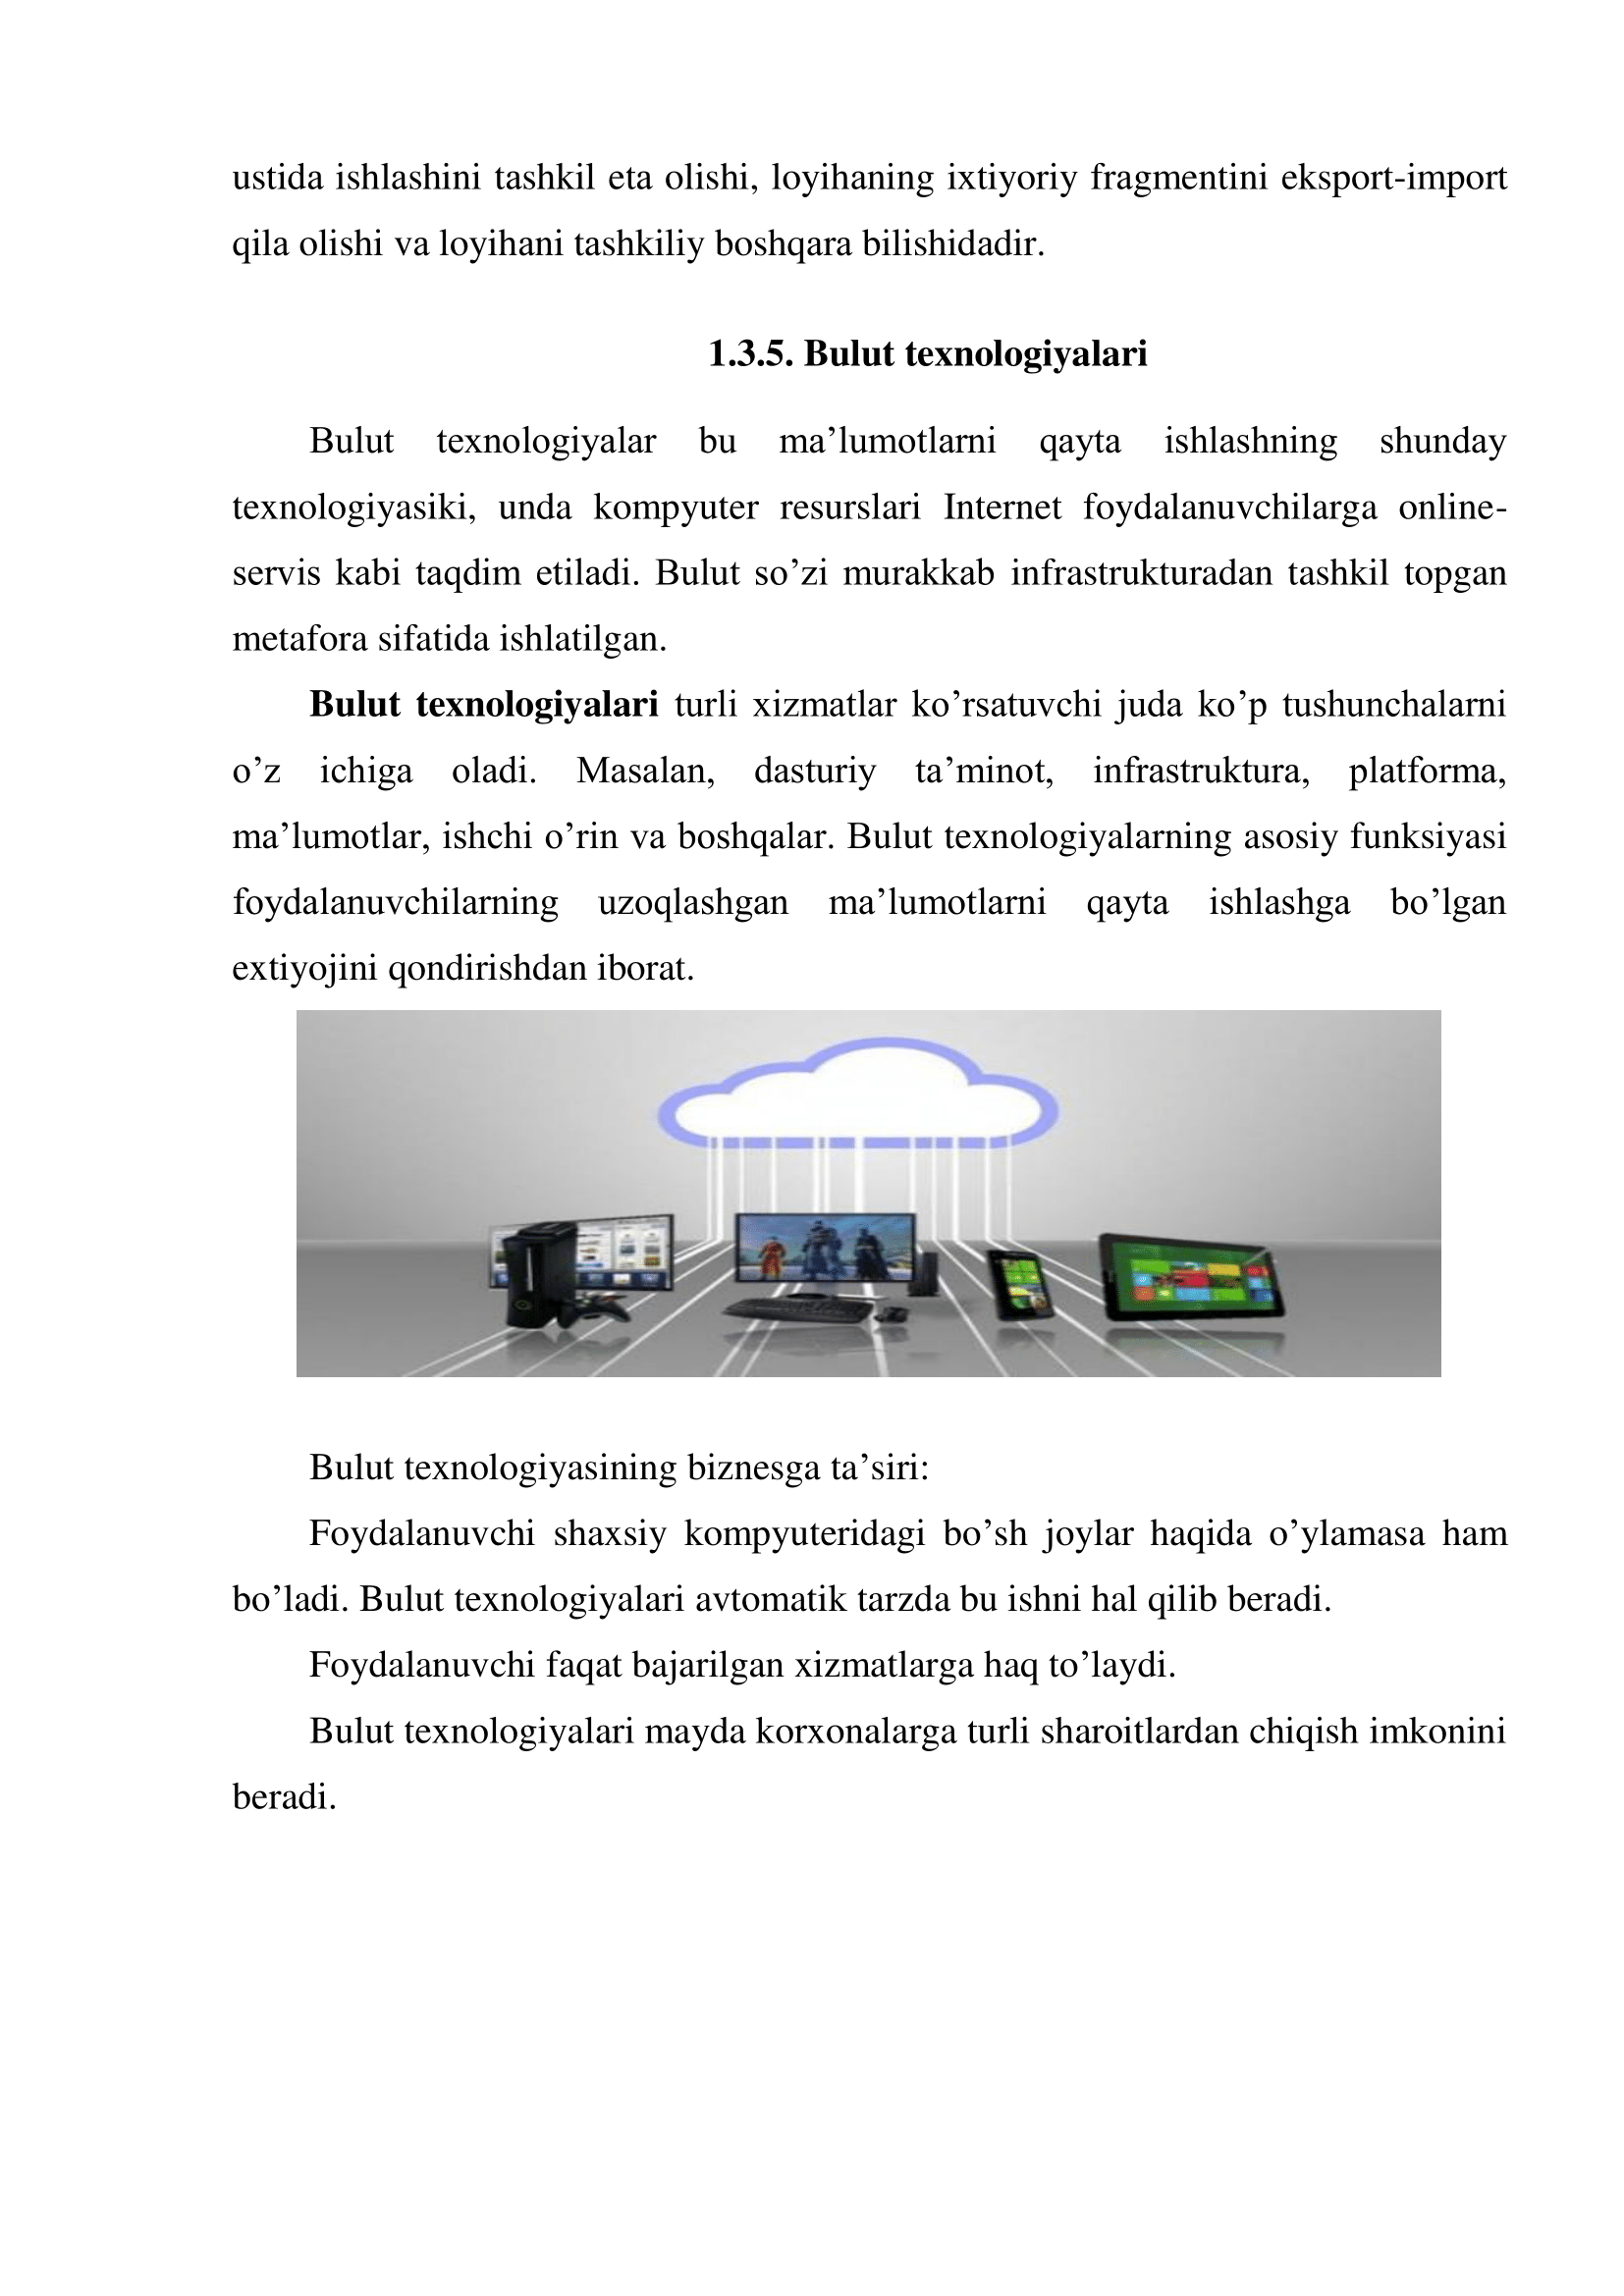 ustida ishlashini tashkil eta olishi, loyihaning ixtiyoriy fragmentini eksport-import
qila olishi va loyihani tashkiliy boshqara bilishidadir.
1.3.5. Bulut texnologiyalari
Bulut texnologiyalar bu ma’lumotlarni qayta ishlashning shunday
texnologiyasiki, unda kompyuter resurslari Internet foydalanuvchilarga online-
servis kabi taqdim etiladi. Bulut so’zi murakkab infrastrukturadan tashkil topgan
metafora sifatida ishlatilgan.
Bulut texnologiyalari turli xizmatlar ko’rsatuvchi juda ko’p tushunchalarni
o’z ichiga oladi. Masalan, dasturiy ta’minot, infrastruktura, platforma,
ma’lumotlar, ishchi o’rin va boshqalar. Bulut texnologiyalarning asosiy funksiyasi
foydalanuvchilarning uzoqlashgan ma’lumotlarni qayta ishlashga bo’lgan
extiyojini qondirishdan iborat.
Bulut texnologiyasining biznesga ta’siri:
Foydalanuvchi shaxsiy kompyuteridagi bo’sh joylar haqida o’ylamasa ham
bo’ladi. Bulut texnologiyalari avtomatik tarzda bu ishni hal qilib beradi.
Foydalanuvchi faqat bajarilgan xizmatlarga haq to’laydi.
Bulut texnologiyalari mayda korxonalarga turli sharoitlardan chiqish imkonini
beradi.